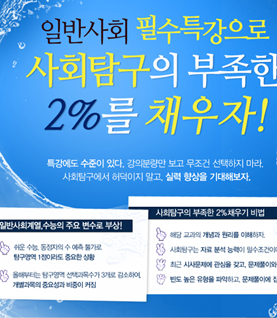 일반사회 필수특강으로
사회탐구의 부족한
2%를 채우자!
특강에도 수준이 있다. 강의분량만 보고 무조건 선택하지 마라.
사회탐구에서 허덕이지 말고, 실력 향상을 기대해보자.
일반사회계열,수능의 주요 변수로 부상!
쉬운 수능, 동점자의 수 예측 불가로
탐구영역 1점이라도 중요한 상황
올해부터는 탐구영역 선택과목수가 3개로 감소하여,
개별과목의 중요성과 비중이 커짐
사회탐구의 부족한 2%채우기 비법
해당 교과의 개념과 원리를 이해하자.
사회탐구는 자료 분석 능력이 필수조건이
최근 시사문제에 관심을 갖고, 문제풀이와
빈도 높은 유형을 파악하고, 문제풀이에 집